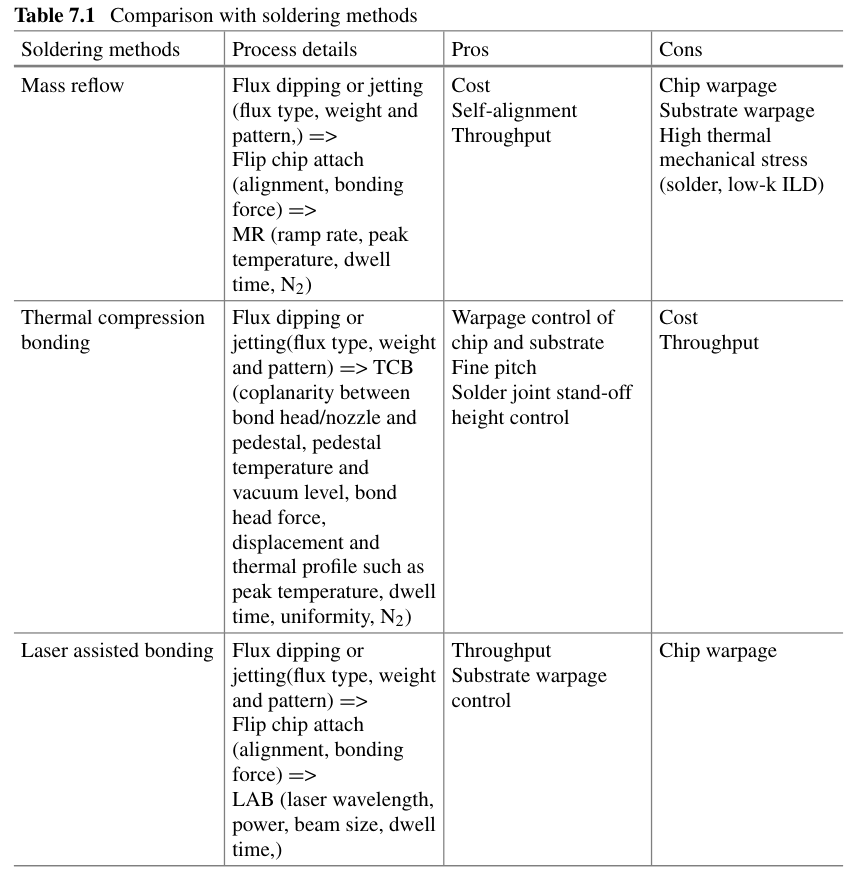 Table 7.1 Comparison with soldering methods
Soldering methods
Process details
Pros
Cons
Mass reflow
Flux dipping or jetting
(flux type, weight and
pattern,) =>
Flip chip attach
(alignment, bonding
force) =>
MR (ramp rate, peak
temperature, dwell
time, N₂)
Cost
Self-alignment
Throughput
Chip warpage
Substrate warpage
High thermal
mechanical stress
(solder, low-k ILD)
Thermal compression
bonding
Flux dipping or
jetting(flux type, weight
and pattern) => TCB
(coplanarity between
bond head/nozzle and
pedestal, pedestal
temperature and
vacuum level, bond
head force,
displacement and
thermal profile such as
peak temperature, dwell
time, uniformity, N₂)
Warpage control of
chip and substrate
Fine pitch
Solder joint stand-off
height control
Cost
Throughput
Laser assisted bonding
Flux dipping or
jetting(flux type, weight
and pattern) =>
Flip chip attach
(alignment, bonding
force) =>
LAB (laser wavelength,
power, beam size, dwell
time,)
Throughput
Substrate warpage
control
Chip warpage